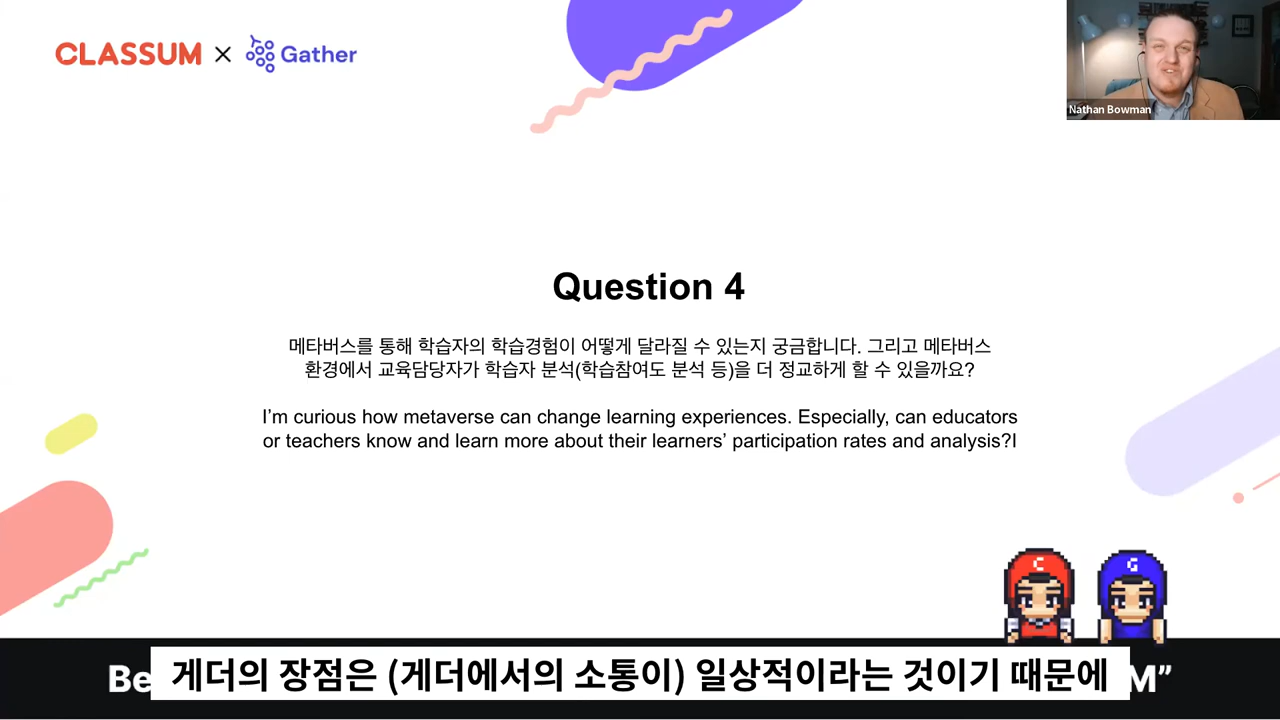 CLASSUM × Gather
Nathan Bowman
Question 4
메타버스를 통해 학습자의 학습경험이 어떻게 달라질 수 있는지 궁금합니다. 그리고 메타버스
환경에서 교육담당자가 학습자 분석(학습참여도 분석 등)을 더 정교하게 할 수 있을까요?
I’m curious how metaverse can change learning experiences. Especially, can educators
or teachers know and learn more about their learners’ participation rates and analysis?I
C G
게더의 장점은 (게더에서의 소통이) 일상적이라는 것이기 때문에